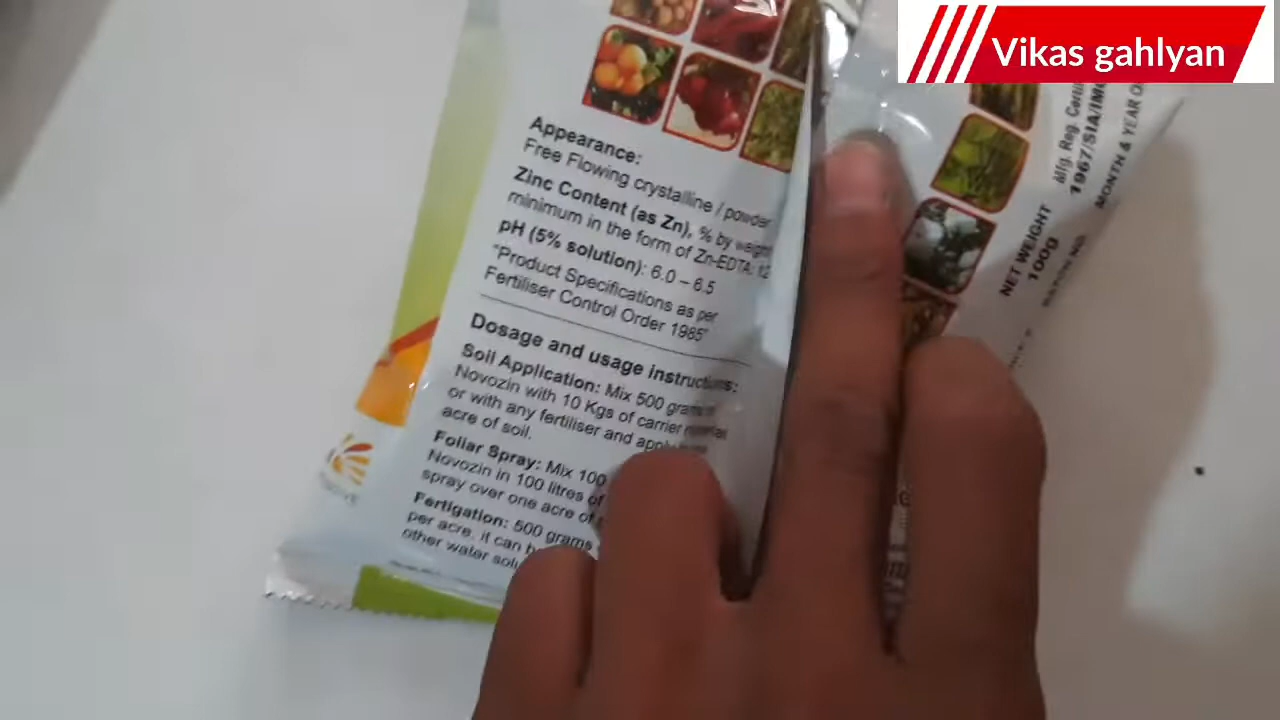 Vikas gahlyan
Appearance:
Free Flowing crystalline / powder
Zinc Content (as Zn), % by weight
minimum in the form of Zn-EDTA: 12
pH (5% solution): 6.0 – 6.5
"Product Specifications as per
Fertiliser Control Order 1985"
Dosage and usage instructions:
Soil Application: Mix 500 grams of
Novozin with 10 Kgs of carrier material
or with any fertiliser and apply
acre of soil.
Foliar Spray: Mix 100
Novozin in 100 litres of
spray over one acre of
Fertigation: 500 grams
per acre, it can
other water
NET WEIGHT
100g
BATCH NO.
Mfg. Reg. Certi
1967/SIA/IMC
MONTH & YEAR O